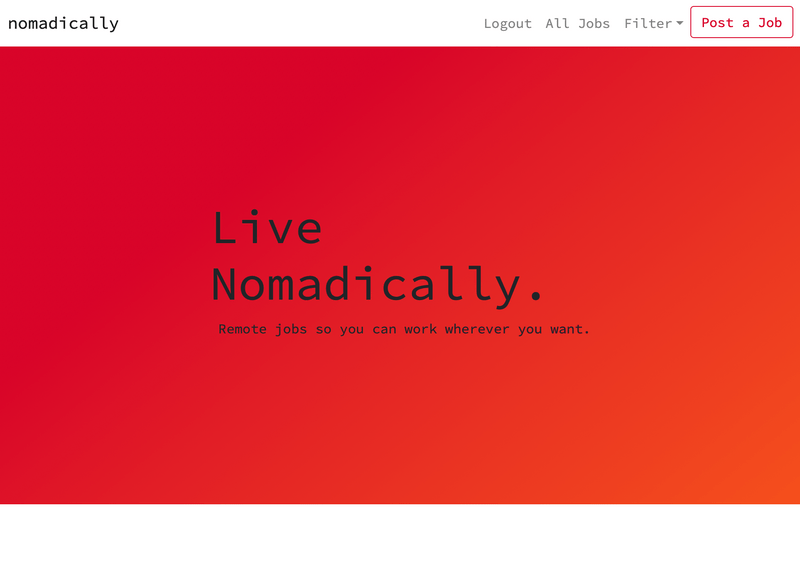 nomadically Logout All Jobs Filter Post a Job
Live
Nomadically.
Remote jobs so you can work wherever you want.